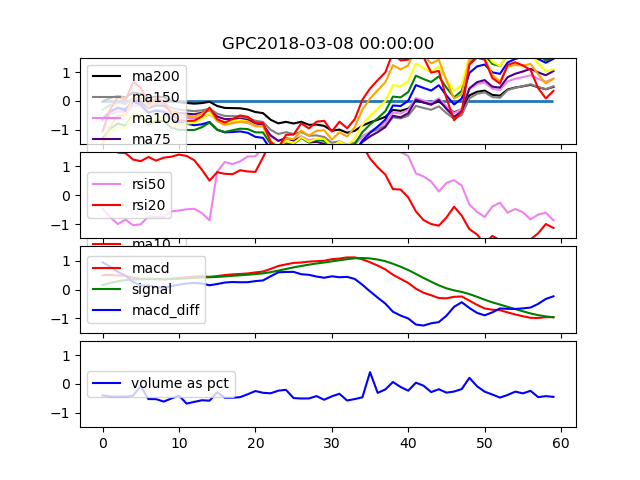 GPC2018-03-08 00:00:00
1
0
−1
ma200
ma150
ma100
ma75
1
0
−1
rsi50
rsi20
ma10
1
0
−1
macd
signal
macd_diff
1
0
−1
volume as pct
0 10 20 30 40 50 60